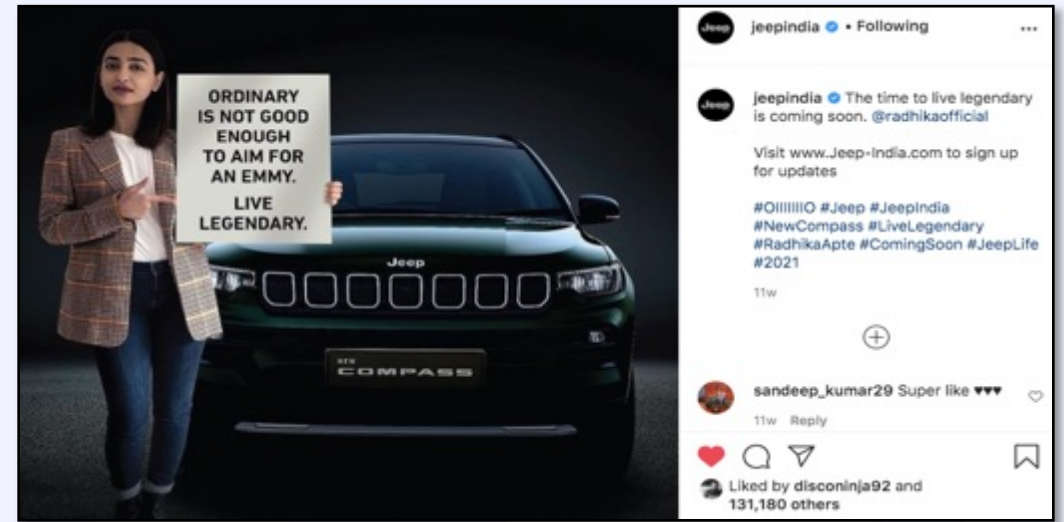 ORDINARY
IS NOT GOOD
ENOUGH
TO AIM FOR
AN EMMY.
LIVE
LEGENDARY.
Jeep
NEW
COMPASS
Jeep
jeepindia • Following
Jeep
jeepindia The time to live legendary
is coming soon. @radhikaofficial
Visit www.Jeep-India.com to sign up
for updates
#OIIIIIIIO #Jeep #JeepIndia
#NewCompass #LiveLegendary
#RadhikaApte #ComingSoon #JeepLife
#2021
11w
sandeep_kumar29 Super like ♥♥♥
11w Reply
Liked by disconinja92 and
131,180 others